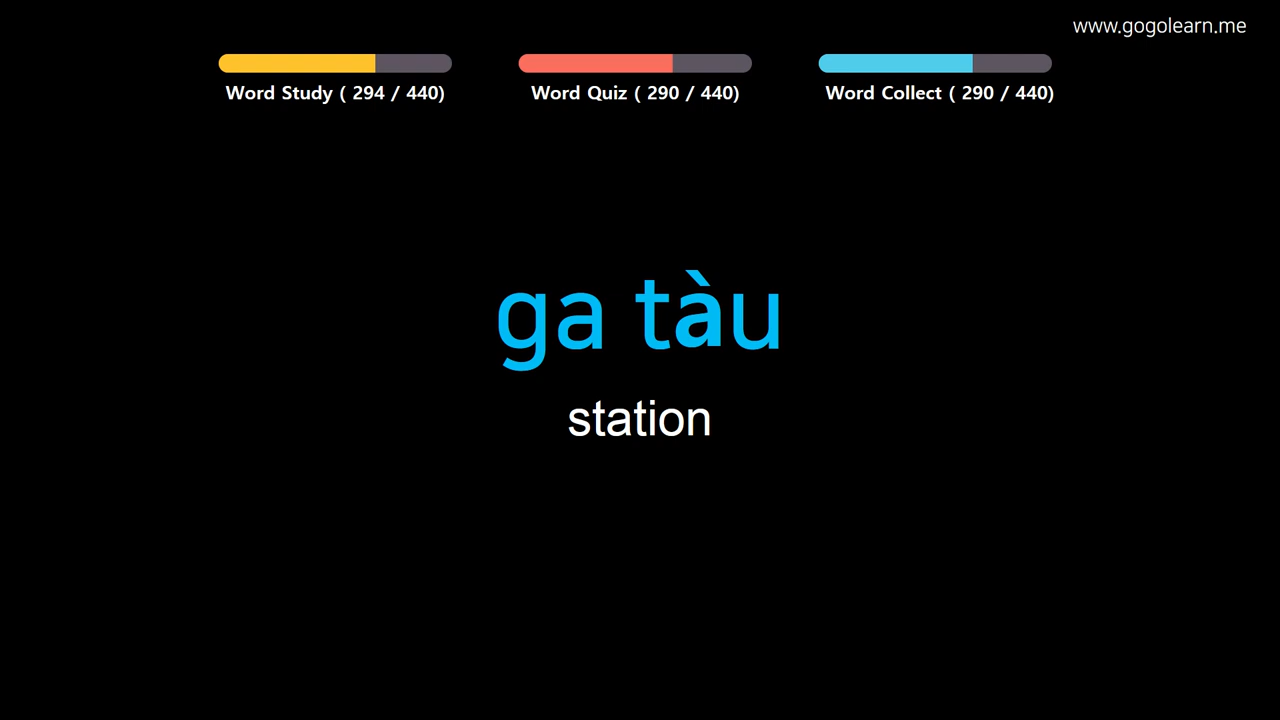 www.gogolearn.me
Word Study ( 294 / 440)
Word Quiz ( 290 / 440)
Word Collect ( 290 / 440)
ga tàu
station